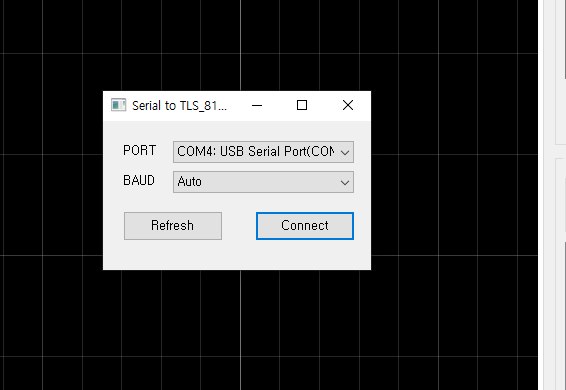 Serial to TLS_81...
PORT COM4: USB Serial Port(CON
BAUD Auto
Refresh Connect